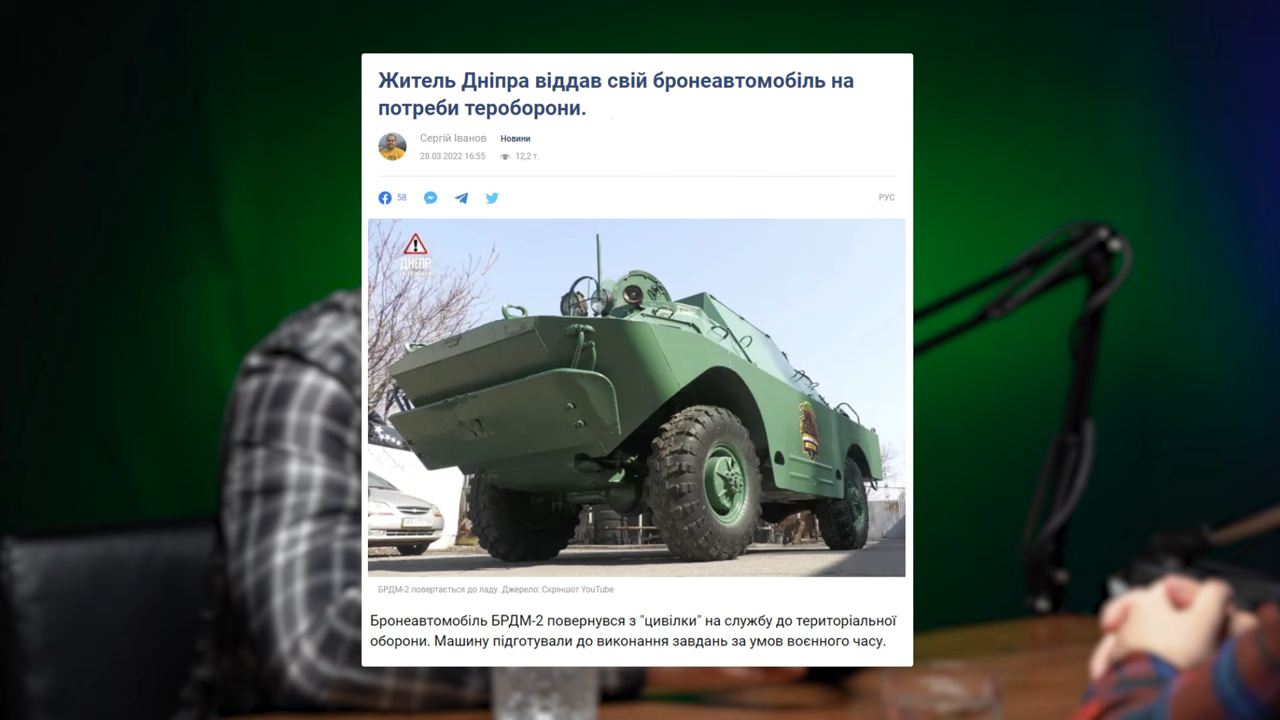 Житель Дніпра віддав свій бронеавтомобіль на
потреби тероборони.
Сергій Іванов Новини
28.03.2022 16:55 12,2 т.
58
РУС
ДНЕПР
БРДМ-2 повертається до ладу. Джерело: Скріншот YouTube
Бронеавтомобіль БРДМ-2 повернувся з "цивілки" на службу до територіальної
оборони. Машину підготували до виконання завдань за умов воєнного часу.